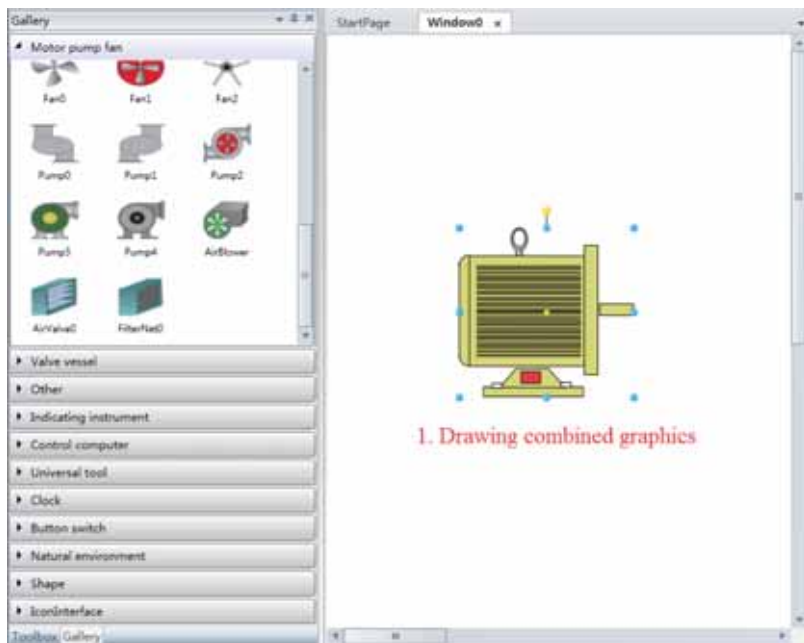 Gallery
StartPage
Window0
Motor pump fan
Fan0
Fan1
Fan2
Pump0
Pump1
Pump2
Pump3
Pump4
AirBlower
AirValve0
FilterNet0
1. Drawing combined graphics
Valve vessel
Other
Indicating instrument
Control computer
Universal tool
Clock
Button switch
Natural environment
Shape
IconInterface
Toolbox
Gallery